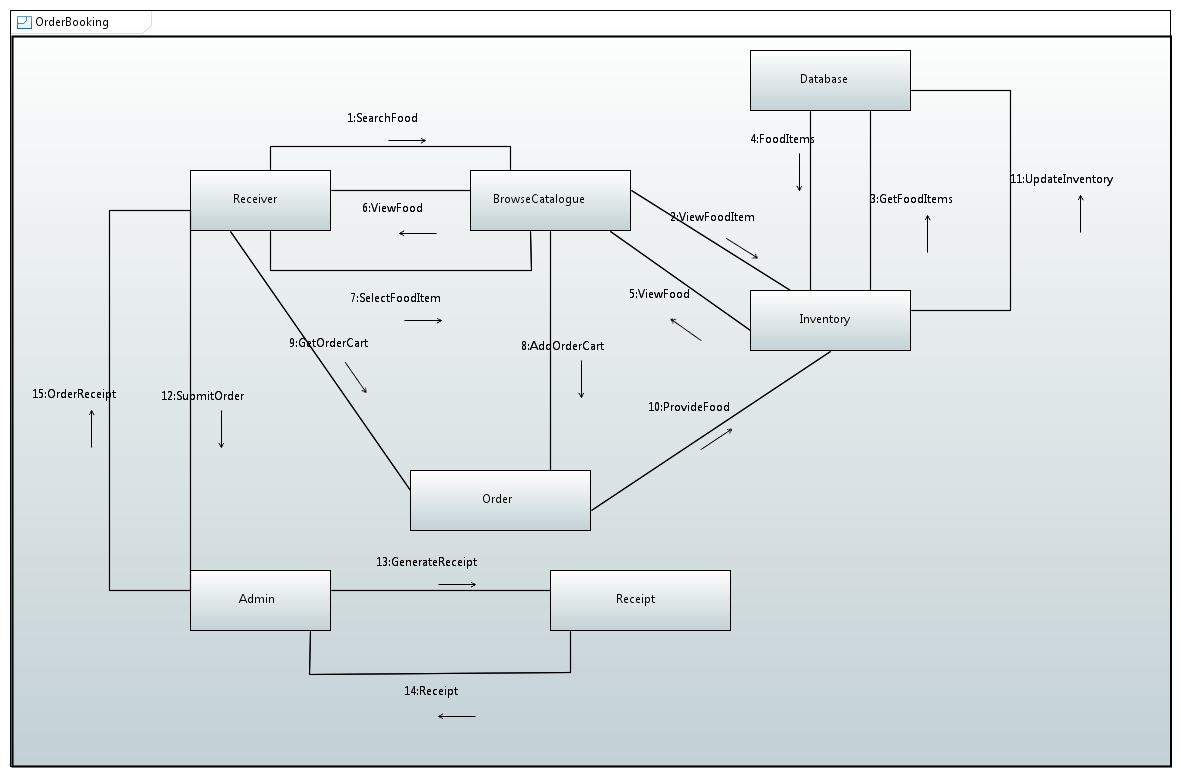 OrderBooking
Database
1:SearchFood
4:FoodItems
11:UpdateInventory
Receiver
BrowseCatalogue
3:GetFoodItems
6:ViewFood
2:ViewFoodItem
7:SelectFoodItem
5:ViewFood
Inventory
9:GetOrderCart
8:AddOrderCart
15:OrderReceipt
12:SubmitOrder
10:ProvideFood
Order
13:GenerateReceipt
Admin
Receipt
14:Receipt